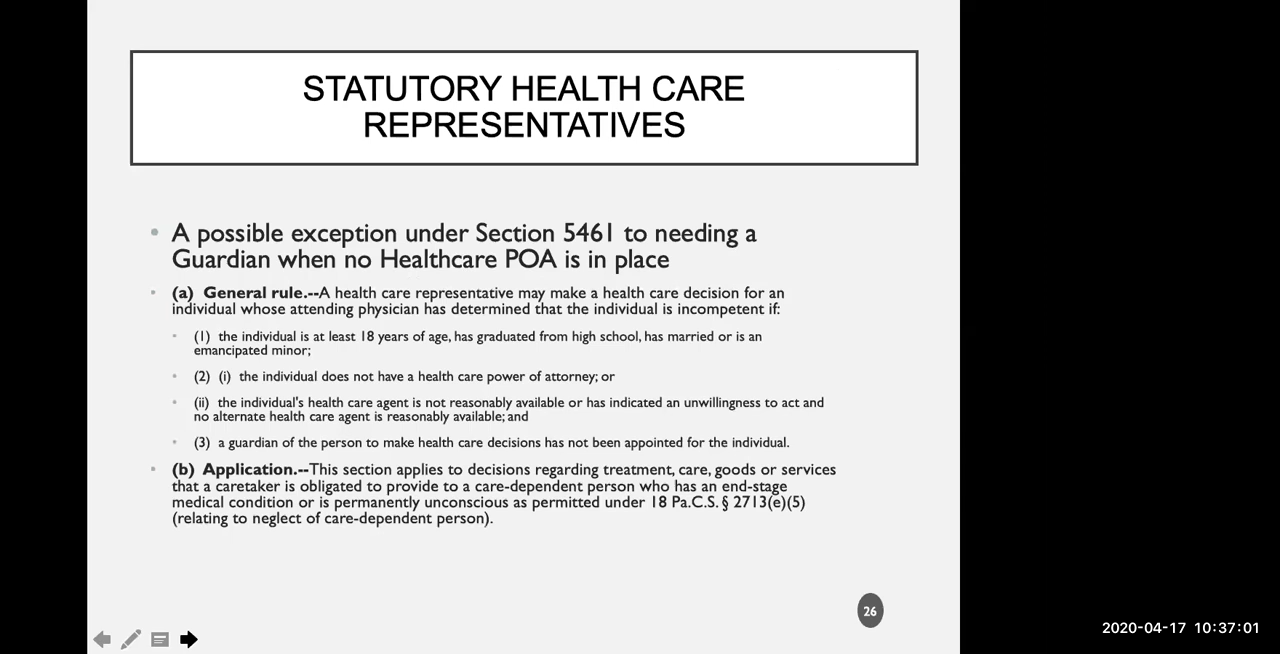 STATUTORY HEALTH CARE
REPRESENTATIVES
• A possible exception under Section 5461 to needing a
Guardian when no Healthcare POA is in place
• (a) General rule.--A health care representative may make a health care decision for an
individual whose attending physician has determined that the individual is incompetent if:
• (1) the individual is at least 18 years of age, has graduated from high school, has married or is an
emancipated minor;
• (2) (i) the individual does not have a health care power of attorney; or
• (ii) the individual's health care agent is not reasonably available or has indicated an unwillingness to act and
no alternate health care agent is reasonably available; and
• (3) a guardian of the person to make health care decisions has not been appointed for the individual.
• (b) Application.--This section applies to decisions regarding treatment, care, goods or services
that a caretaker is obligated to provide to a care-dependent person who has an end-stage
medical condition or is permanently unconscious as permitted under 18 Pa.C.S. § 2713(e)(5)
(relating to neglect of care-dependent person).
26
2020-04-17 10:37:01